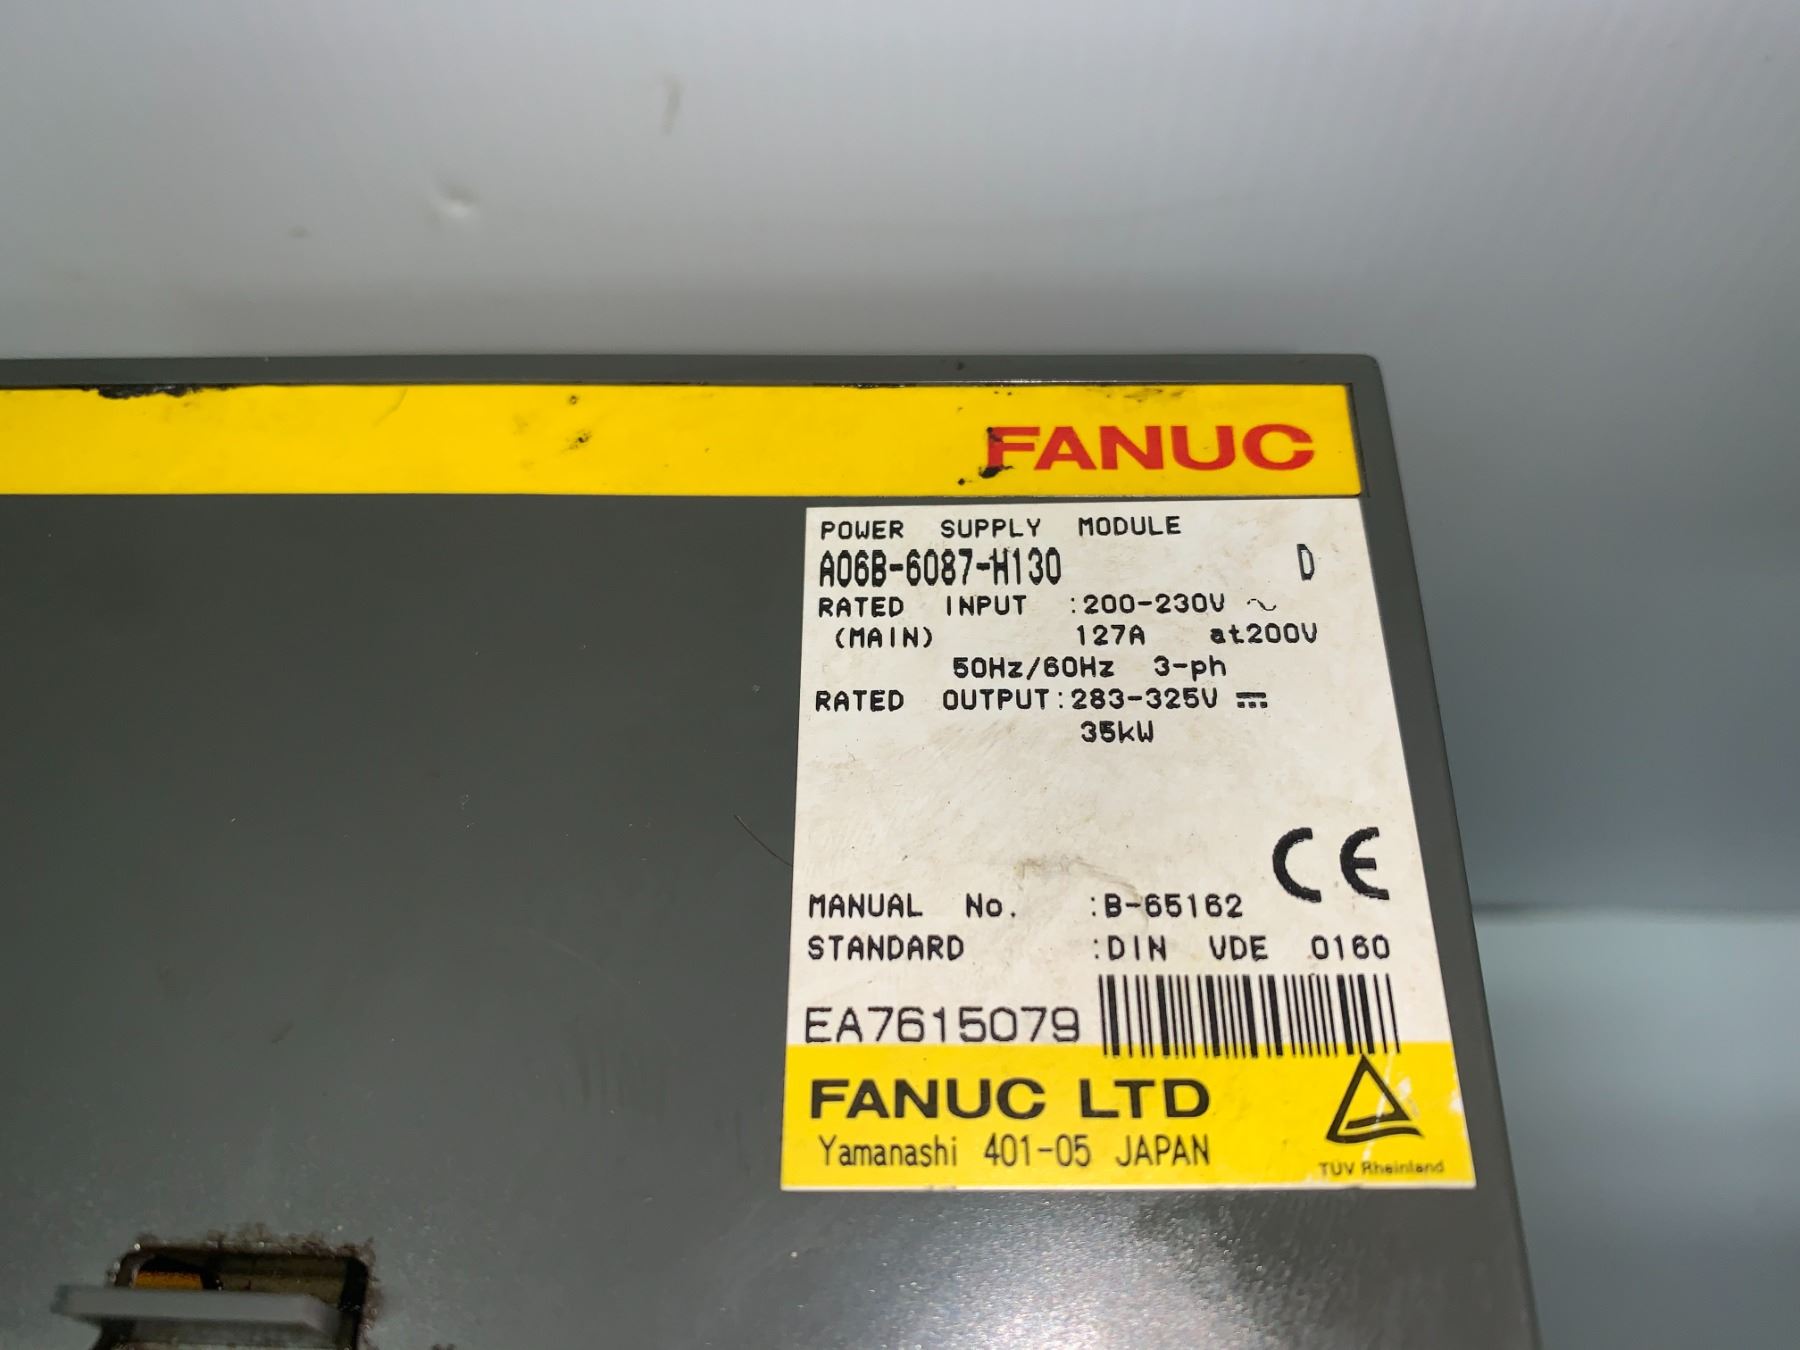 FANUC
POWER SUPPLY MODULE
A06B-6087-H130 D
RATED INPUT :200-230V ~
(MAIN) 127A at200V
50Hz/60Hz 3-ph
RATED OUTPUT:283-325V ⎓
35kW
CE
MANUAL No. :B-65162
STANDARD :DIN VDE 0160
EA7615079
FANUC LTD
Yamanashi 401-05 JAPAN
TÜV Rheinland